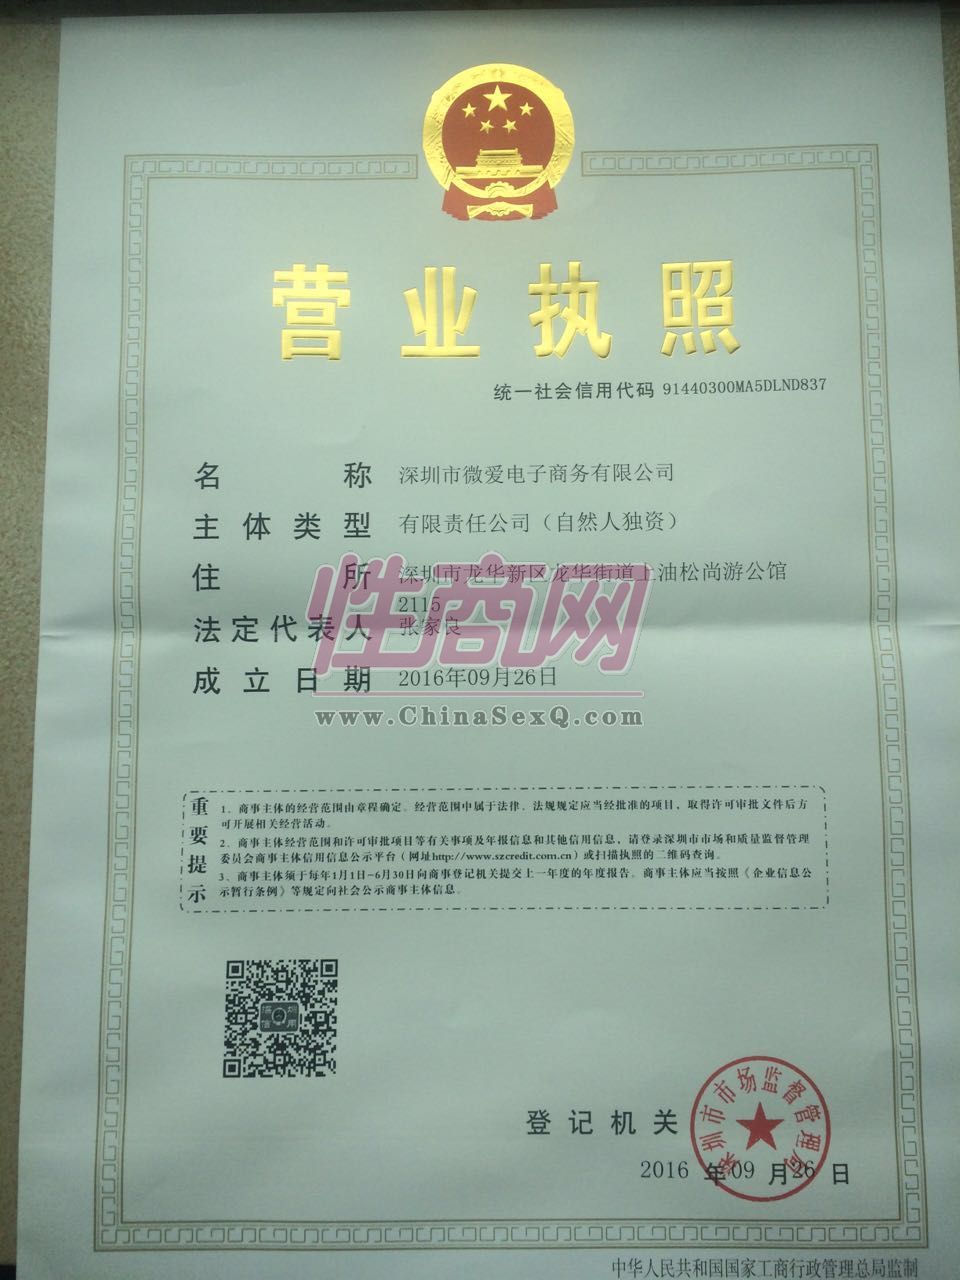 营业执照
统一社会信用代码 91440300MA5DLND837
名称 深圳市微爱电子商务有限公司
主体类型 有限责任公司（自然人独资）
住所 深圳市龙华新区龙华街道上油松尚游公馆
2115
法定代表人 张家良
成立日期 2016年09月26日
性商网
www.ChinaSexQ.com
重要提示
1、商事主体的经营范围由章程确定。经营范围中属于法律、法规规定应当经批准的项目，取得许可审批文件后方
可开展相关经营活动。
2、商事主体经营范围和许可审批项目等有关事项及年报信息和其他信用信息，请登录深圳市市场和质量监督管理
委员会商事主体信用信息公示平台（网址http://www.szcredit.com.cn）或扫描执照的二维码查询。
3、商事主体须于每年1月1日-6月30日向商事登记机关提交上一年度的年度报告。商事主体应当按照《企业信息公
示暂行条例》等规定向社会公示商事主体信息。
深圳
信用
登记机关
深圳市市场监督管理局
2016 年 09 月 26 日
中华人民共和国国家工商行政管理总局监制